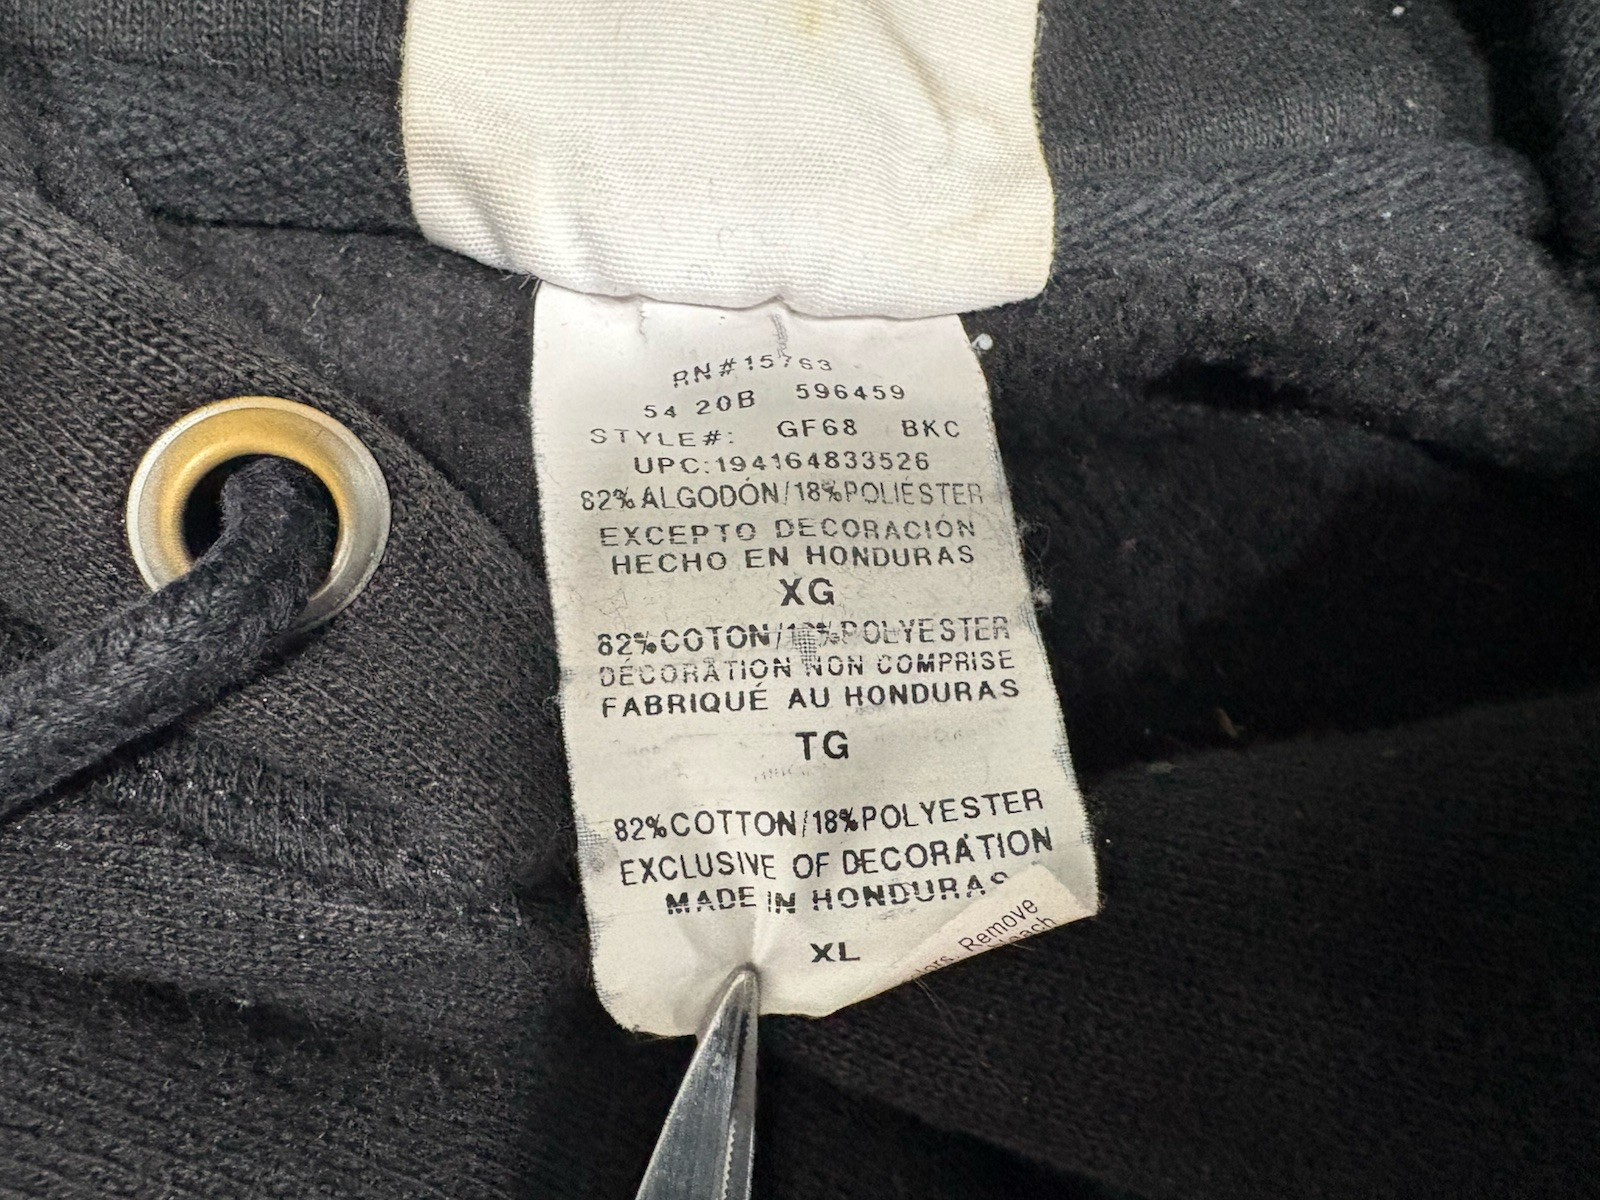 RN#15763
54 20B 596459
STYLE#: GF68 BKC
UPC:194164833526
82%ALGODÓN/18%POLIÉSTER
EXCEPTO DECORACIÓN
HECHO EN HONDURAS
XG
82%COTON/18%POLYESTER
DÉCORATION NON COMPRISE
FABRIQUÉ AU HONDURAS
TG
82%COTTON/18%POLYESTER
EXCLUSIVE OF DECORATION
MADE IN HONDURAS
XL
Remove